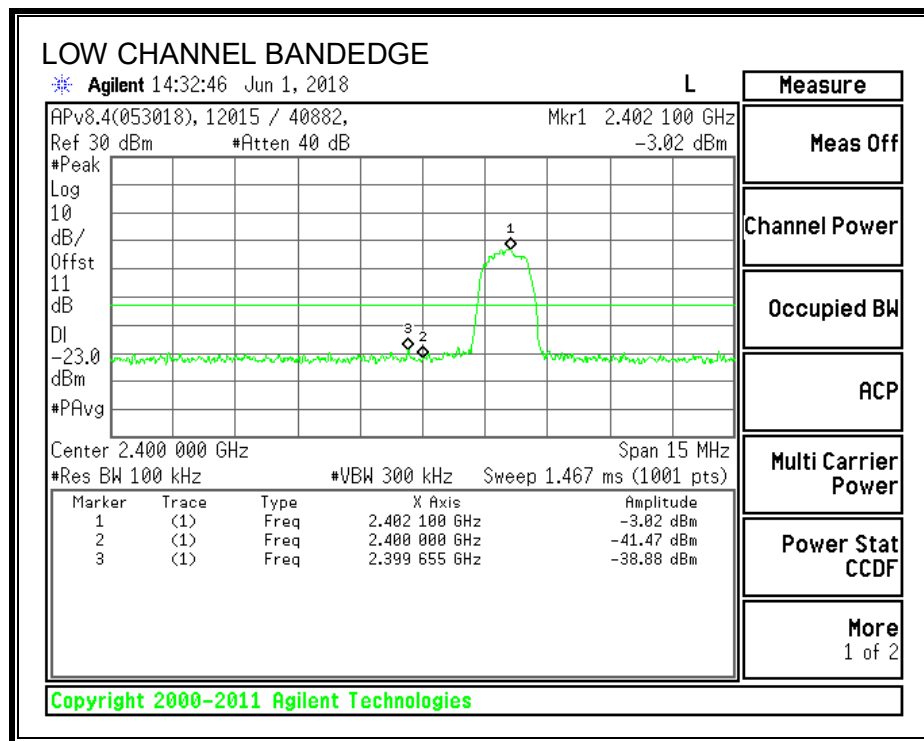 LOW CHANNEL BANDEDGE
Agilent 14:32:46 Jun 1, 2018 L
APv8.4(053018), 12015 / 40882, Mkr1 2.402 100 GHz
Ref 30 dBm #Atten 40 dB -3.02 dBm
#Peak
Log
10
dB/
Offst
11
dB
DI
-23.0
dBm
#PAvg
1
3
2
Center 2.400 000 GHz Span 15 MHz
#Res BW 100 kHz #VBW 300 kHz Sweep 1.467 ms (1001 pts)
Marker Trace Type X Axis Amplitude
1 (1) Freq 2.402 100 GHz -3.02 dBm
2 (1) Freq 2.400 000 GHz -41.47 dBm
3 (1) Freq 2.399 655 GHz -38.88 dBm
Measure
Meas Off
Channel Power
Occupied BW
ACP
Multi Carrier
Power
Power Stat
CCDF
More
1 of 2
Copyright 2000-2011 Agilent Technologies